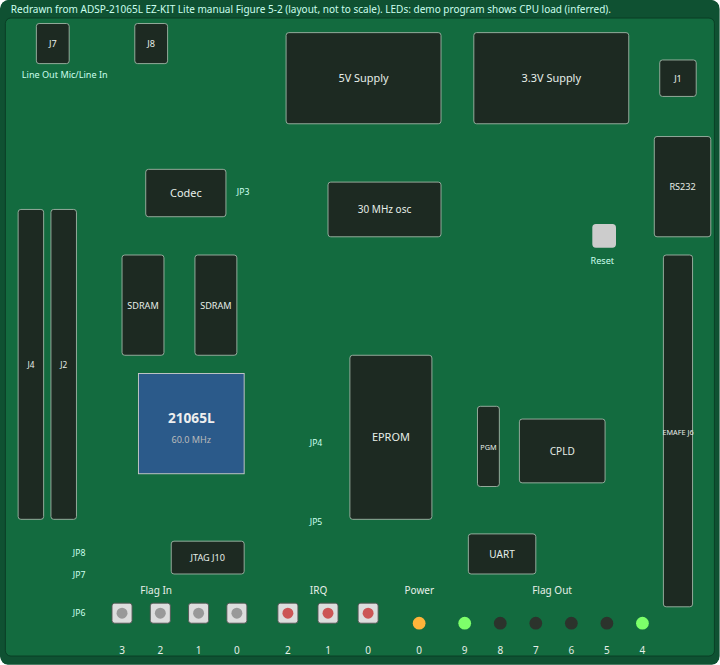 Redrawn from ADSP-21065L EZ-KIT Lite manual Figure 5-2 (layout, not to scale). LEDs: demo program shows CPU load (inferred).
J7
J8
Line Out Mic/Line In
5V Supply
3.3V Supply
J1
RS232
Codec
JP3
30 MHz osc
Reset
SDRAM
SDRAM
J4
J2
21065L
60.0 MHz
JP4
EPROM
PGM
CPLD
EMAFE J6
JP5
JP8
JTAG J10
UART
JP7
Flag In
IRQ
Power
Flag Out
JP6
3 2 1 0 2 1 0 0 9 8 7 6 5 4